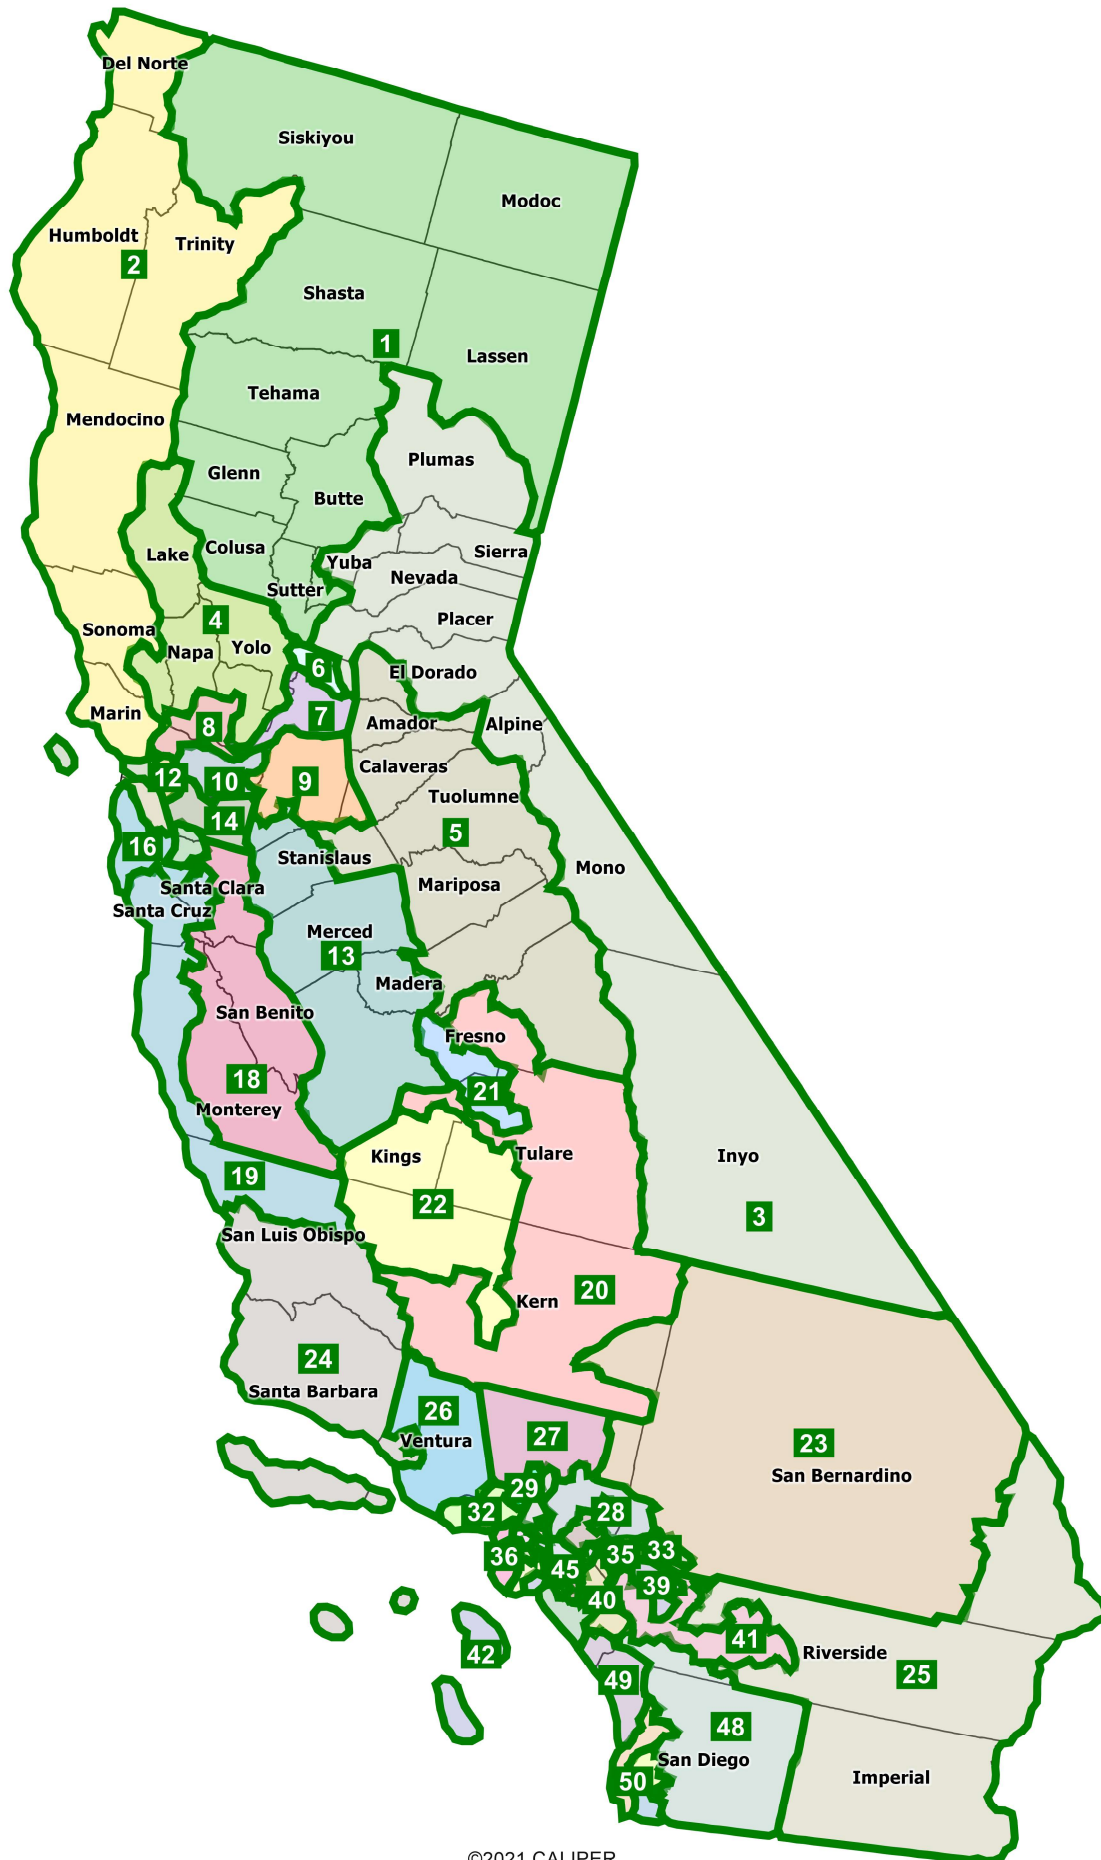 Del Norte
Siskiyou
Modoc
Humboldt
Trinity
2
Shasta
1
Lassen
Tehama
Mendocino
Plumas
Glenn
Butte
Lake
Colusa
Yuba
Sierra
Nevada
Sutter
Placer
4
Sonoma
Napa
Yolo
6
El Dorado
Marin
8
7
Amador
Alpine
12
10
9
Calaveras
Tuolumne
14
5
16
Stanislaus
Mono
Santa Clara
Mariposa
Santa Cruz
Merced
13
Madera
San Benito
Fresno
18
21
Monterey
Kings
Tulare
Inyo
19
22
3
San Luis Obispo
20
Kern
24
Santa Barbara
26
Ventura
27
23
San Bernardino
29
32
28
36
45
35
33
39
40
42
41
Riverside
25
49
48
San Diego
50
Imperial
©2021 CALIPER